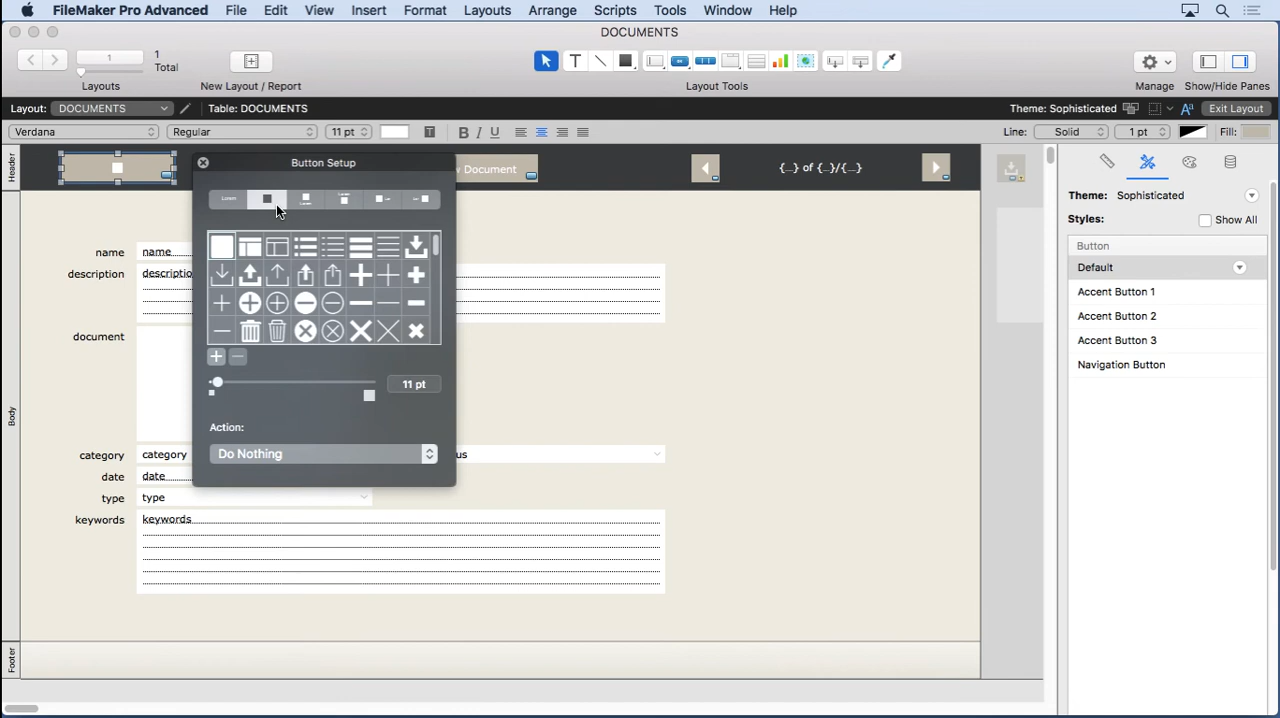 FileMaker Pro Advanced File Edit View Insert Format Layouts Arrange Scripts Tools Window Help
DOCUMENTS
1
1
Total
Layouts
New Layout / Report
Layout Tools
Manage
Show/Hide Panes
Layout: DOCUMENTS
Table: DOCUMENTS
Theme: Sophisticated
Exit Layout
Verdana
Regular
11 pt
B I U
Line: Solid
1 pt
Fill:
Header
Button Setup
Document
{...} of {...}/{...}
Body
name
name
description
descriptio
document
11 pt
Action:
Do Nothing
category
category
us
date
date
type
type
keywords
keywords
Footer
Theme: Sophisticated
Styles:
Show All
Button
Default
Accent Button 1
Accent Button 2
Accent Button 3
Navigation Button